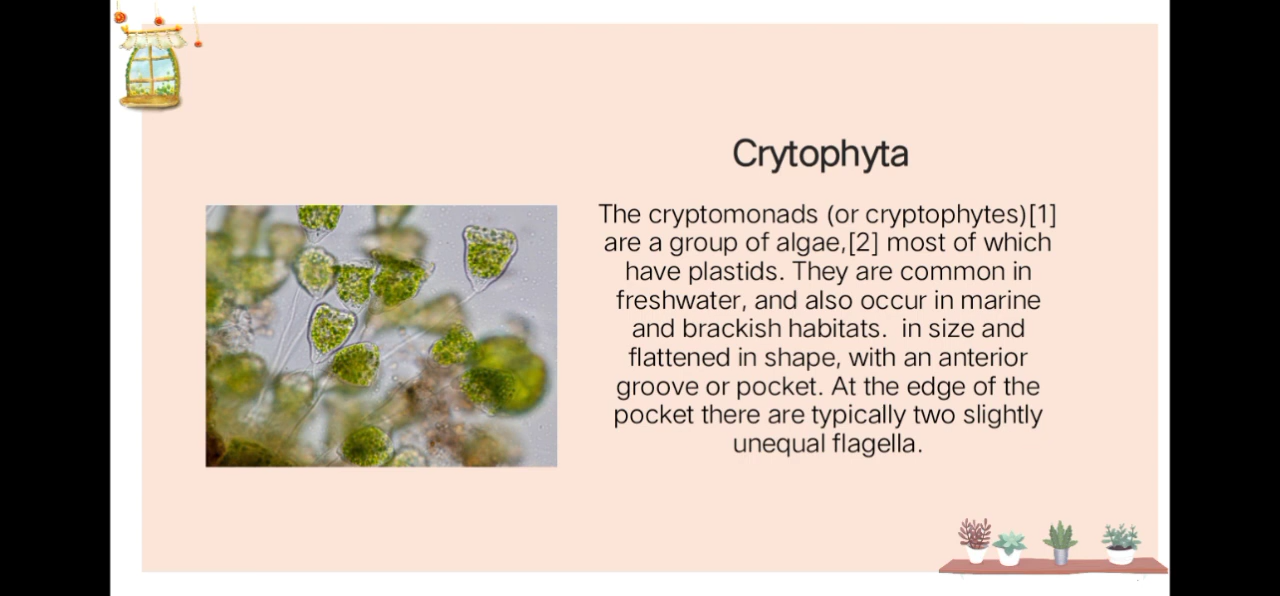 Crytophyta
The cryptomonads (or cryptophytes)[1]
are a group of algae,[2] most of which
have plastids. They are common in
freshwater, and also occur in marine
and brackish habitats.  in size and
flattened in shape, with an anterior
groove or pocket. At the edge of the
pocket there are typically two slightly
unequal flagella.